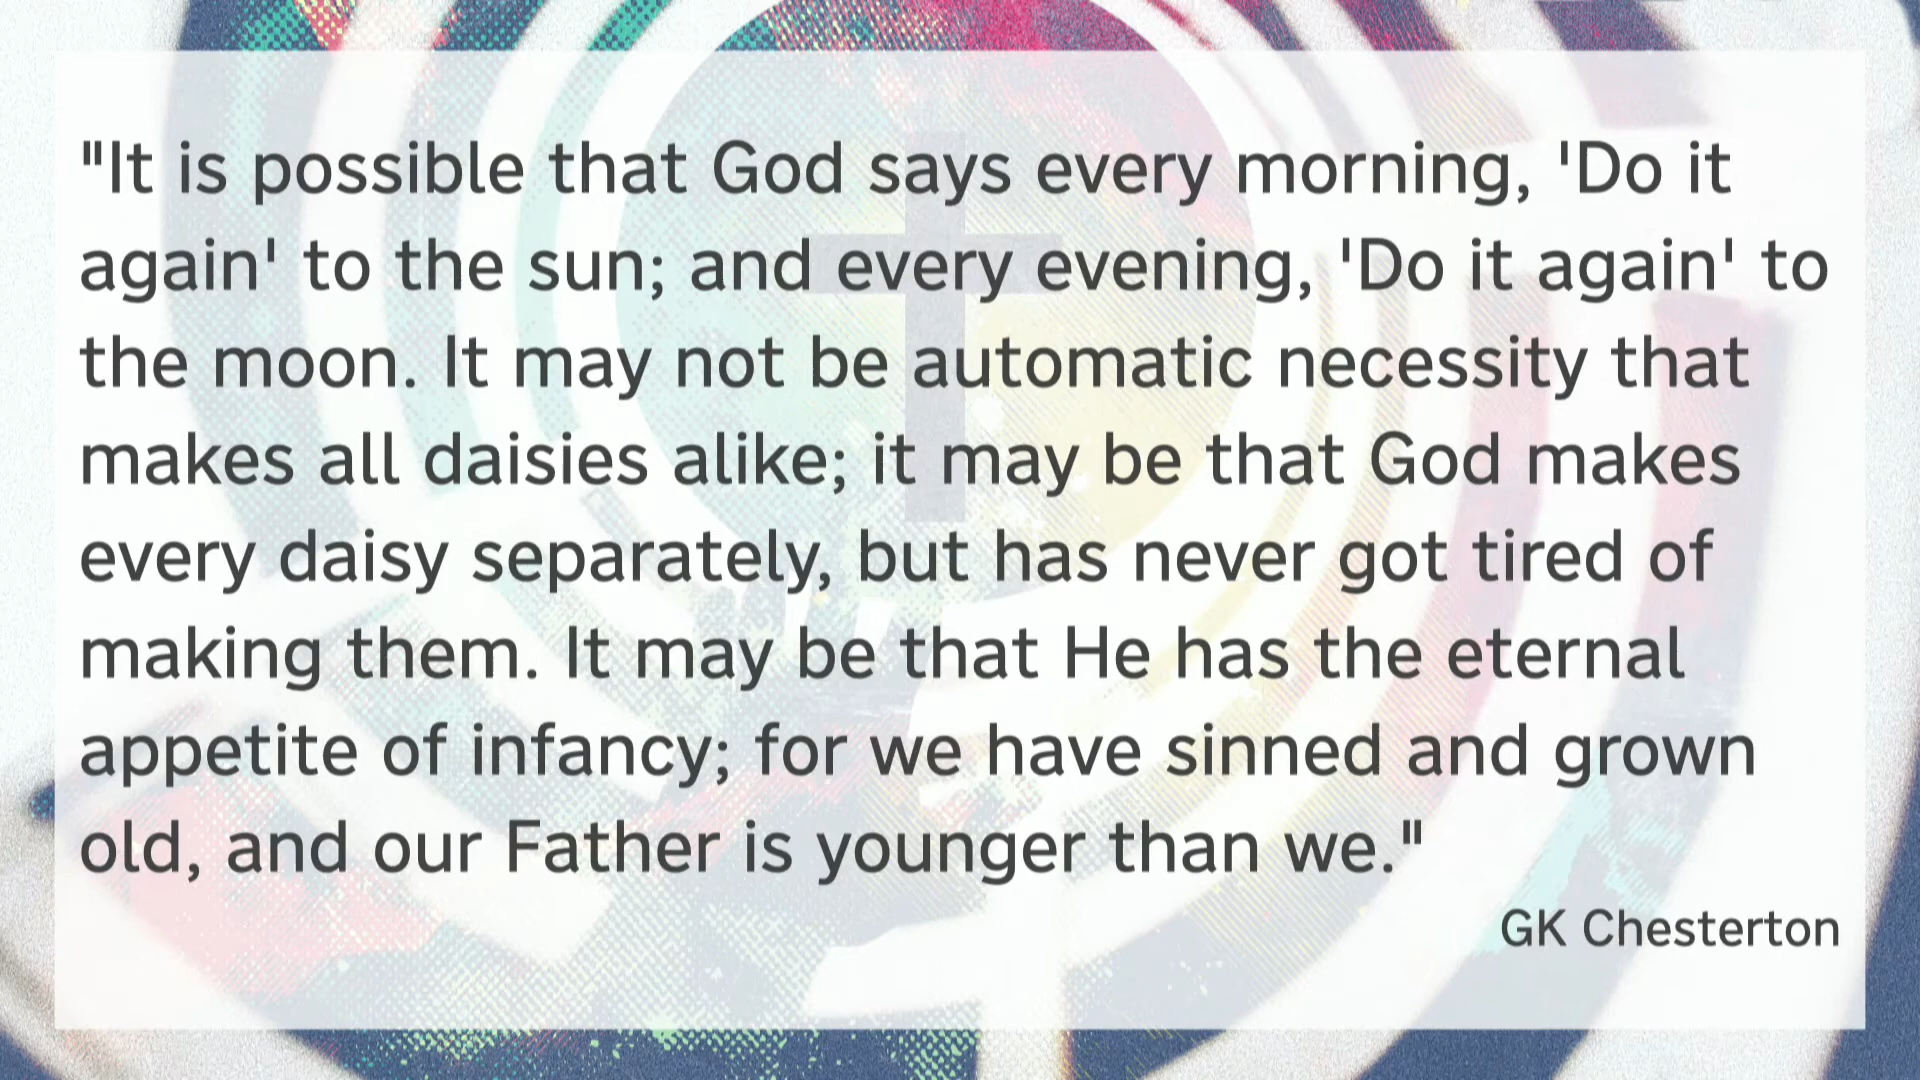 "It is possible that God says every morning, 'Do it
again' to the sun; and every evening, 'Do it again' to
the moon. It may not be automatic necessity that
makes all daisies alike; it may be that God makes
every daisy separately, but has never got tired of
making them. It may be that He has the eternal
appetite of infancy; for we have sinned and grown
old, and our Father is younger than we."
GK Chesterton